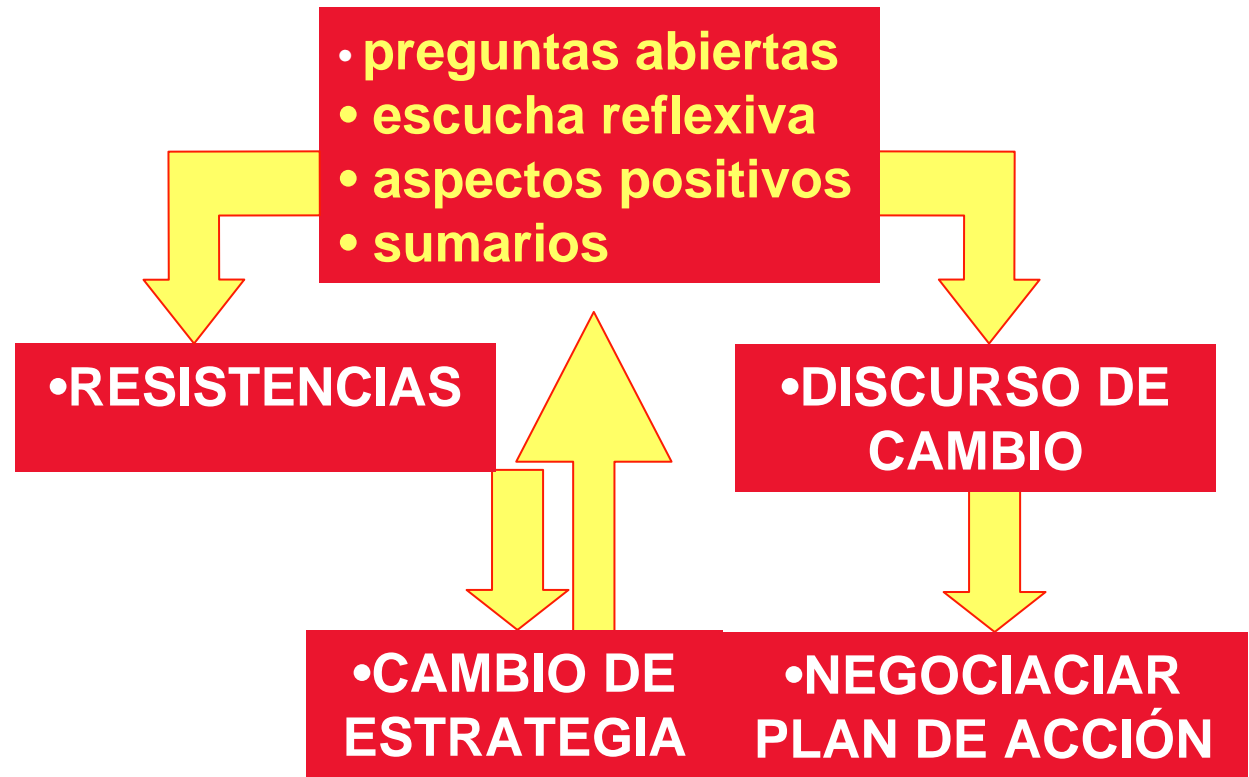 • preguntas abiertas
• escucha reflexiva
• aspectos positivos
• sumarios
•RESISTENCIAS
•DISCURSO DE
CAMBIO
•CAMBIO DE
ESTRATEGIA
•NEGOCIACIAR
PLAN DE ACCIÓN